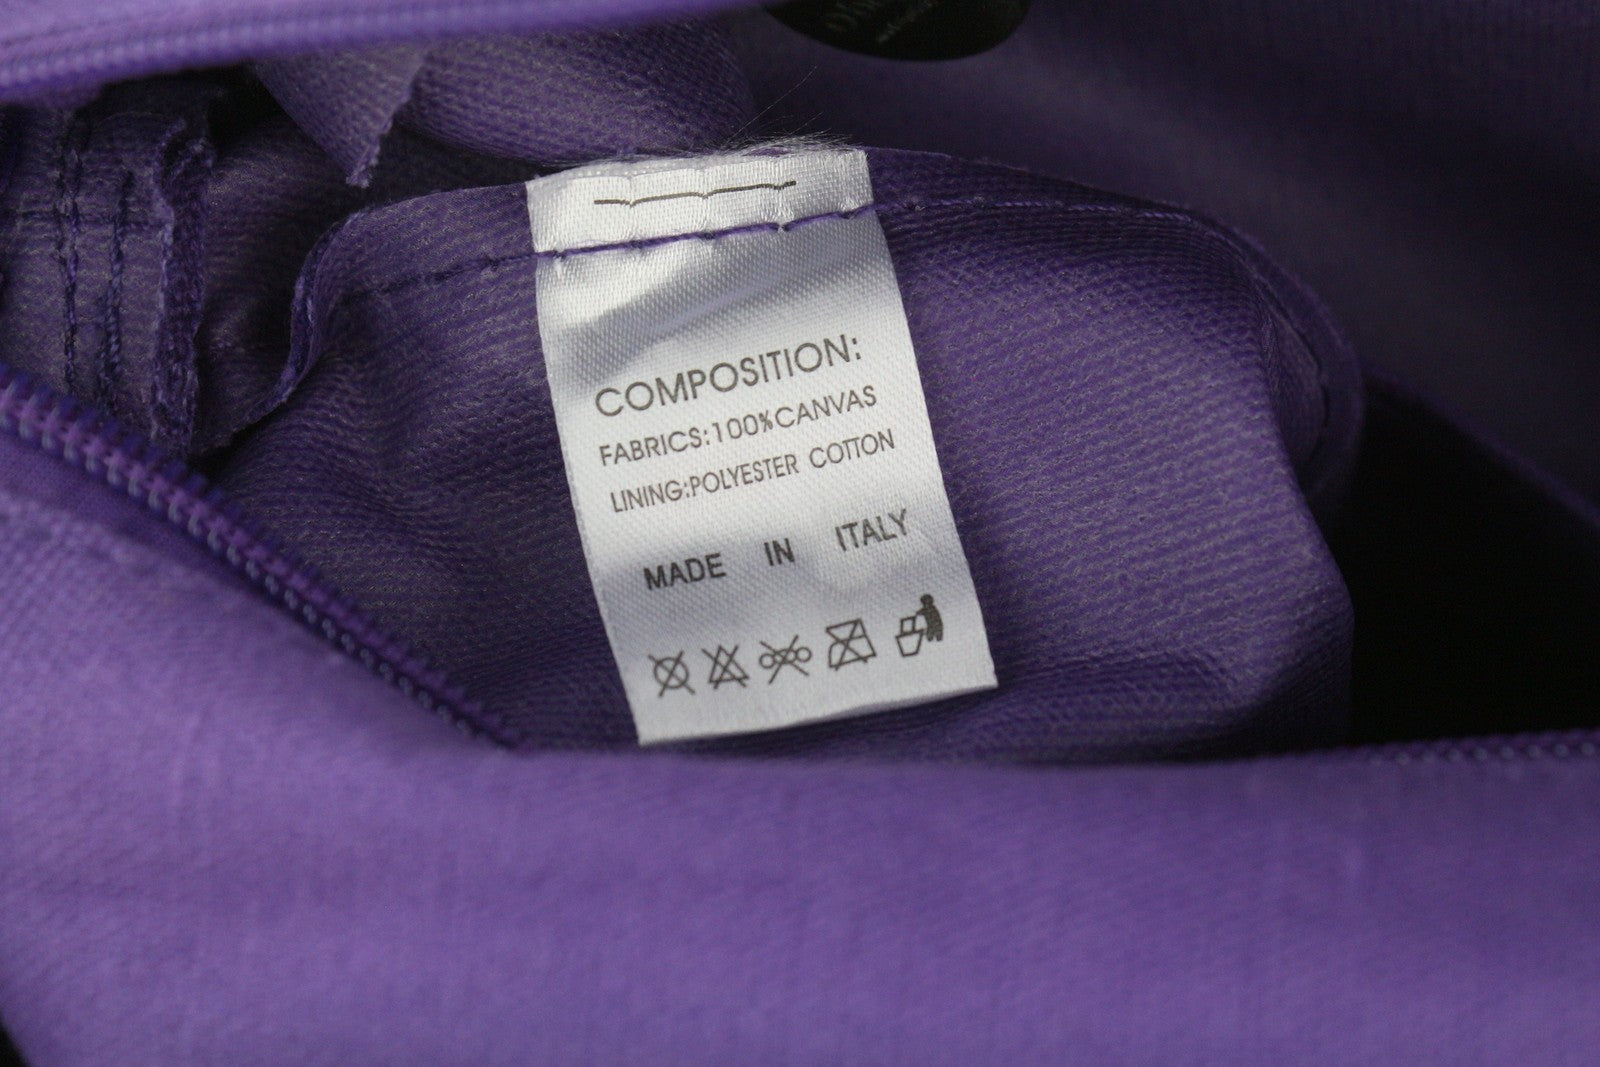 COMPOSITION:
FABRICS:100%CANVAS
LINING:POLYESTER COTTON
MADE IN ITALY